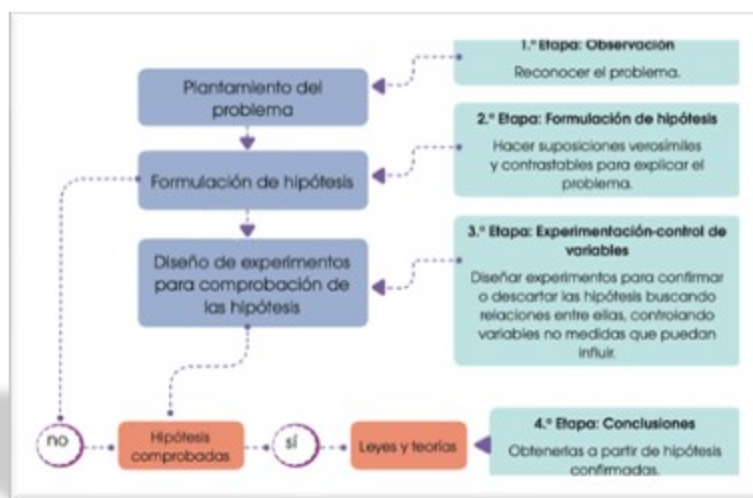 Plantamiento del
problema
Formulación de hipótesis
Diseño de experimentos
para comprobación de
las hipótesis
no
Hipótesis
comprobadas
sí
Leyes y teorías
1.ª Etapa: Observación
Reconocer el problema.
2.ª Etapa: Formulación de hipótesis
Hacer suposiciones verosímiles
y contrastables para explicar el
problema.
3.ª Etapa: Experimentación-control de
variables
Diseñar experimentos para confirmar
o descartar las hipótesis buscando
relaciones entre ellas, controlando
variables no medidas que puedan
influir.
4.ª Etapa: Conclusiones
Obtenerlas a partir de hipótesis
confirmadas.